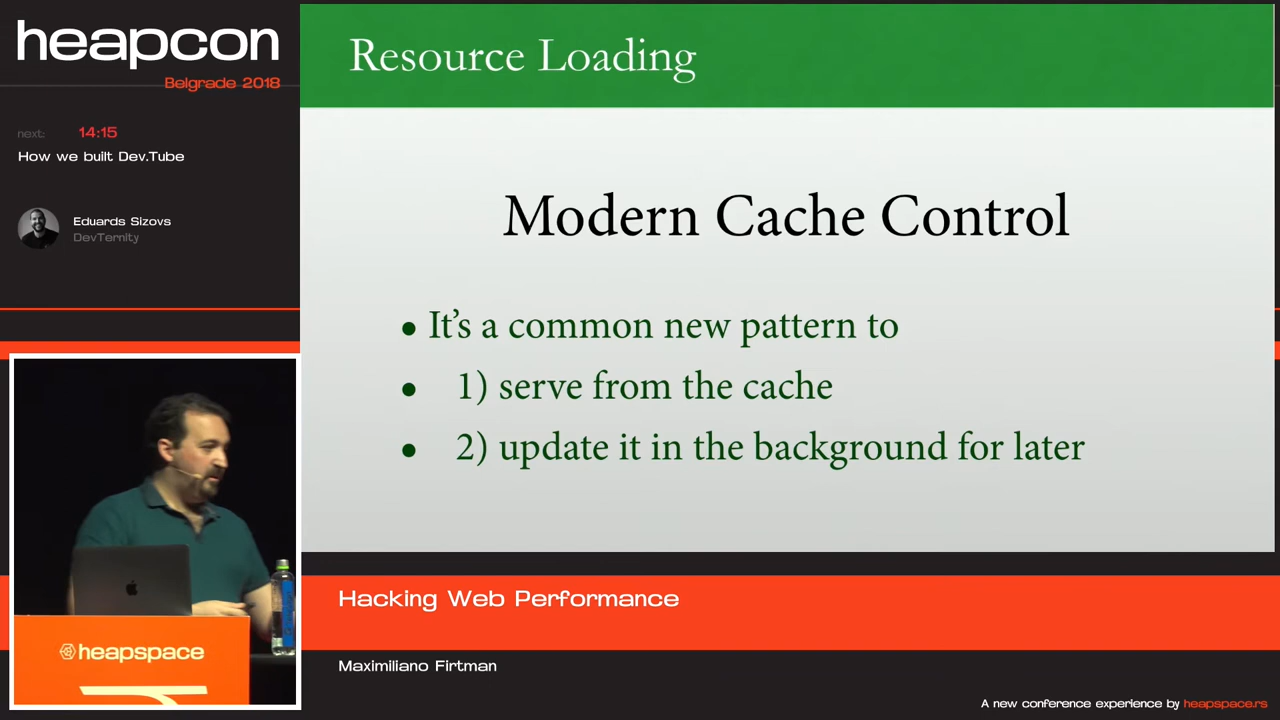 heapcon
Belgrade 2018
next: 14:15
How we built Dev.Tube
Eduards Sizovs
DevTernity
Resource Loading
Modern Cache Control
• It's a common new pattern to
• 1) serve from the cache
• 2) update it in the background for later
heapspace
Hacking Web Performance
Maximiliano Firtman
A new conference experience by heapspace.rs